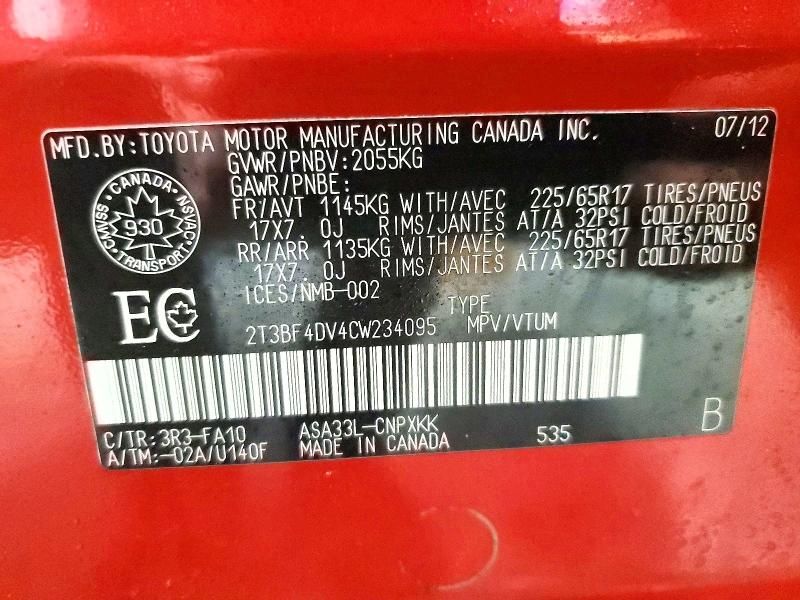 MFD.BY:TOYOTA MOTOR MANUFACTURING CANADA INC. 07/12
GVWR/PNBV:2055KG
GAWR/PNBE:
FR/AVT 1145KG WITH/AVEC 225/65R17 TIRES/PNEUS
17X7.0J RIMS/JANTES AT/A 32PSI COLD/FROID
RR/ARR 1135KG WITH/AVEC 225/65R17 TIRES/PNEUS
17X7.0J RIMS/JANTES AT/A 32PSI COLD/FROID
CANADA
CMVSS
930
NSVAC
TRANSPORT
ICES/NMB-002
EC
TYPE
2T3BF4DV4CW234095 MPV/VTUM
C/TR:3R3-FA10 ASA33L-CNPXKK 535 B
A/TM:-02A/U140F MADE IN CANADA